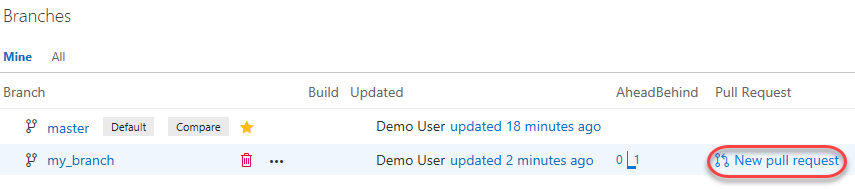 Branches
Mine All
Branch Build Updated AheadBehind Pull Request
master Default Compare Demo User updated 18 minutes ago
my_branch ... Demo User updated 2 minutes ago 0 1 New pull request